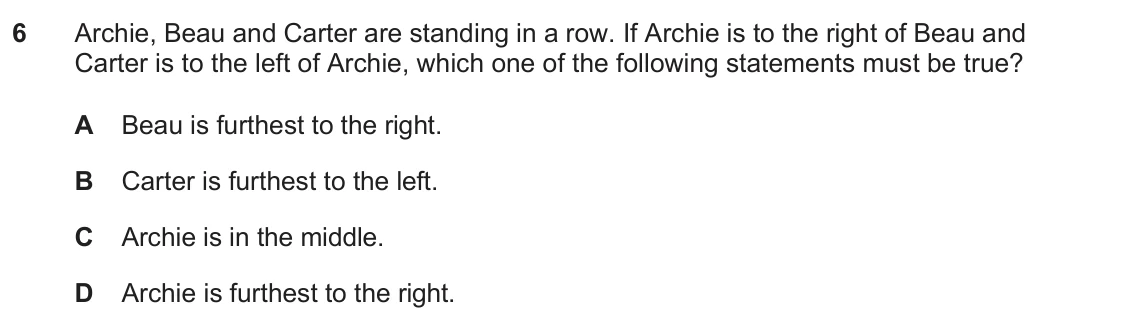 6 Archie, Beau and Carter are standing in a row. If Archie is to the right of Beau and
Carter is to the left of Archie, which one of the following statements must be true?
A Beau is furthest to the right.
B Carter is furthest to the left.
C Archie is in the middle.
D Archie is furthest to the right.